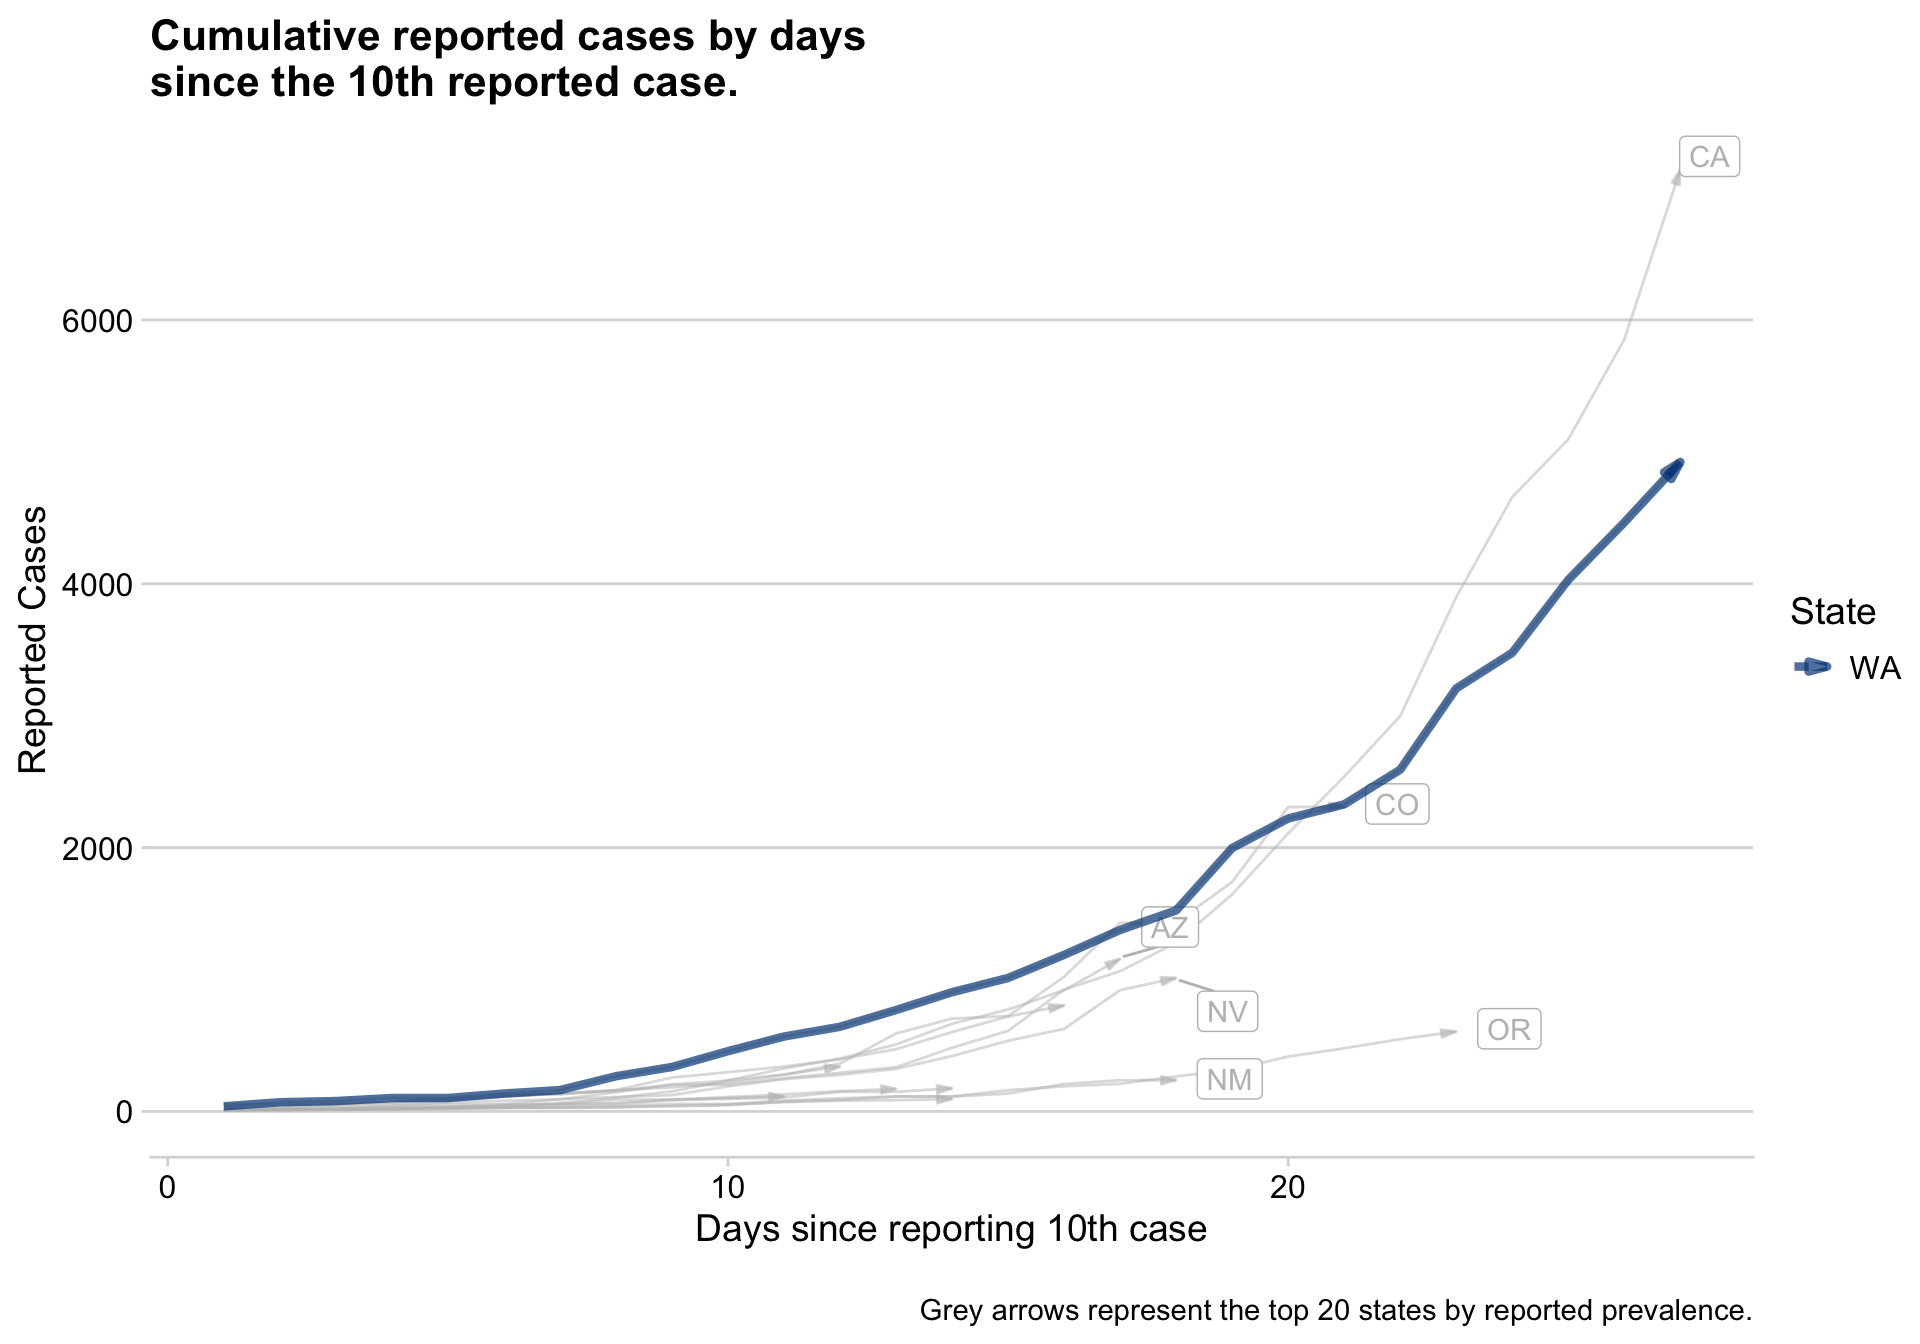 Cumulative reported cases by days
since the 10th reported case.
CA
6000
Reported Cases
4000
State
WA
CO
2000
AZ
NV
OR
NM
0
0 10 20
Days since reporting 10th case
Grey arrows represent the top 20 states by reported prevalence.